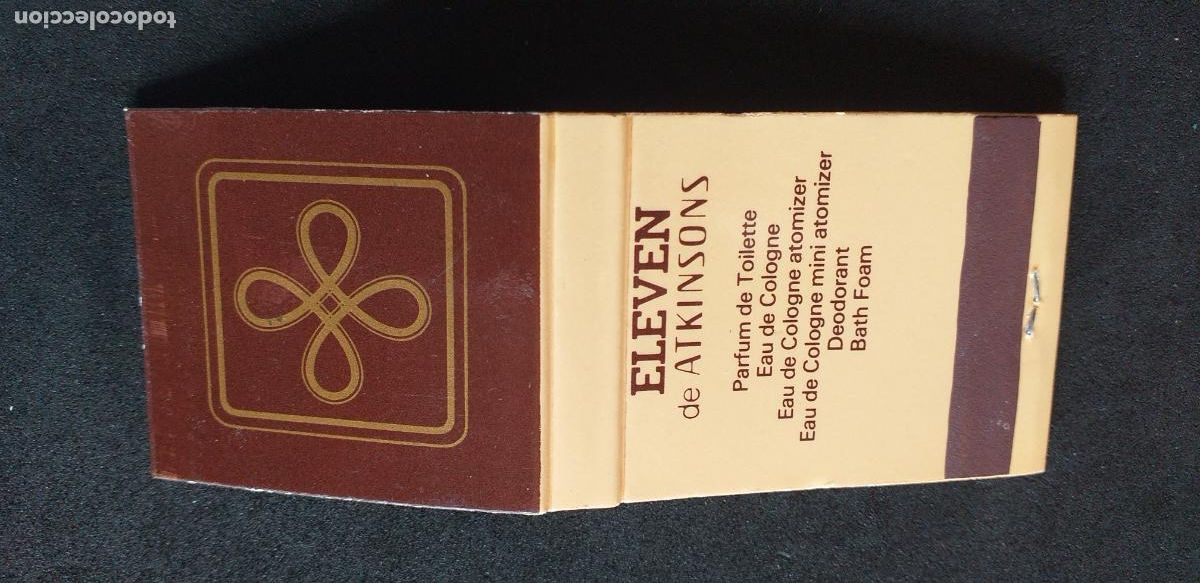 ELEVEN
de ATKINSONS
Parfum de Toilette
Eau de Cologne
Eau de Cologne atomizer
Eau de Cologne mini atomizer
Deodorant
Bath Foam
todocoleccion